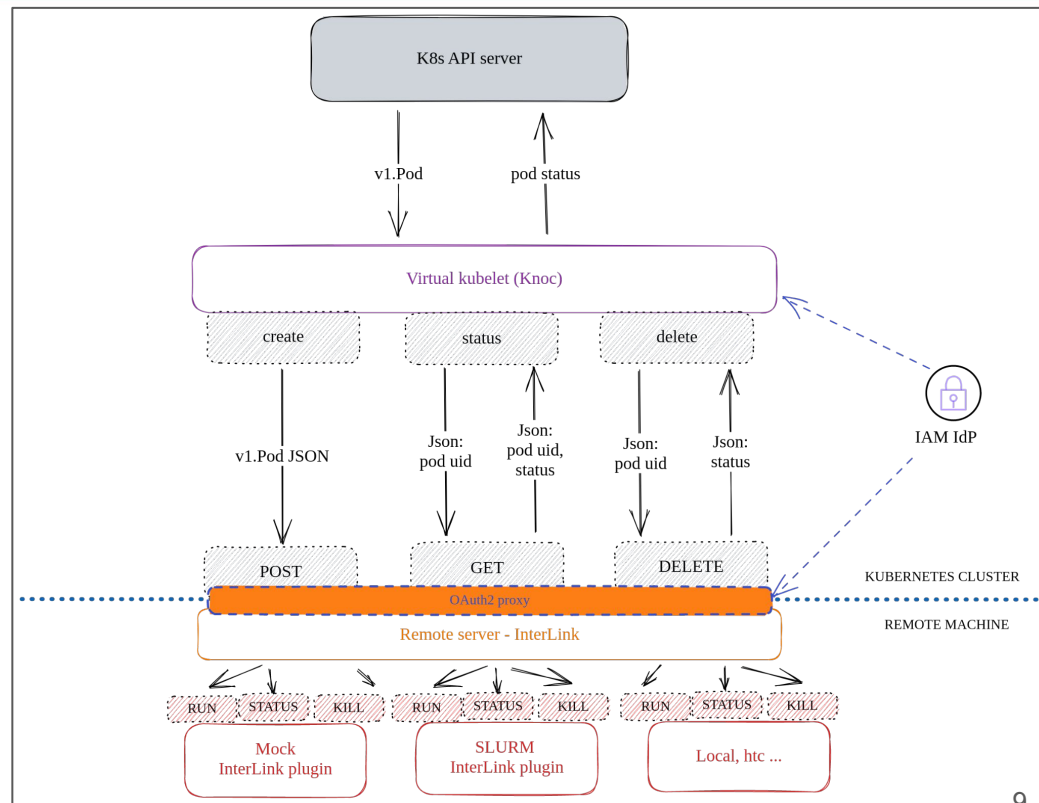 K8s API server
v1.Pod
pod status
Virtual kubelet (Knoc)
create
status
delete
v1.Pod JSON
Json:
pod uid
Json:
pod uid,
status
Json:
pod uid
Json:
status
IAM IdP
POST
GET
DELETE
KUBERNETES CLUSTER
OAuth2 proxy
REMOTE MACHINE
Remote server - InterLink
RUN
STATUS
KILL
RUN
STATUS
KILL
RUN
STATUS
KILL
Mock
InterLink plugin
SLURM
InterLink plugin
Local, htc ...
9